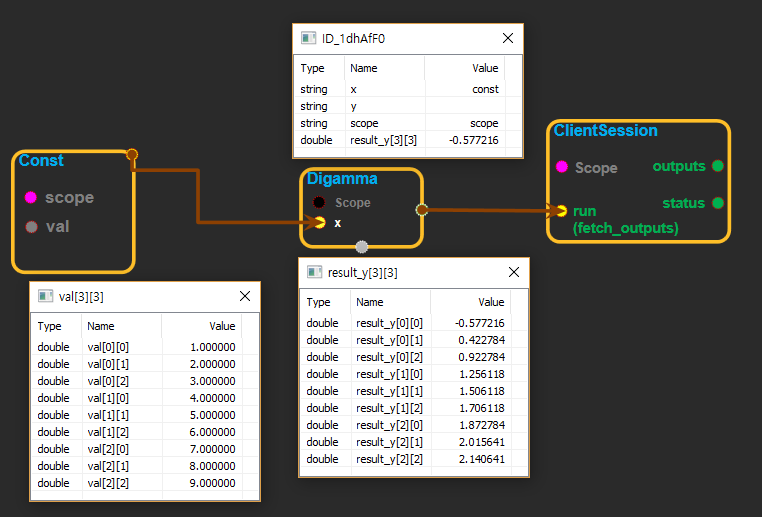 ID_1dhAfF0
Type Name Value
string x const
string y
string scope scope
double result_y[3][3] -0.577216
Const
scope
val
Digamma
Scope
x
ClientSession
Scope outputs
status
run
(fetch_outputs)
val[3][3]
Type Name Value
double val[0][0] 1.000000
double val[0][1] 2.000000
double val[0][2] 3.000000
double val[1][0] 4.000000
double val[1][1] 5.000000
double val[1][2] 6.000000
double val[2][0] 7.000000
double val[2][1] 8.000000
double val[2][2] 9.000000
result_y[3][3]
Type Name Value
double result_y[0][0] -0.577216
double result_y[0][1] 0.422784
double result_y[0][2] 0.922784
double result_y[1][0] 1.256118
double result_y[1][1] 1.506118
double result_y[1][2] 1.706118
double result_y[2][0] 1.872784
double result_y[2][1] 2.015641
double result_y[2][2] 2.140641